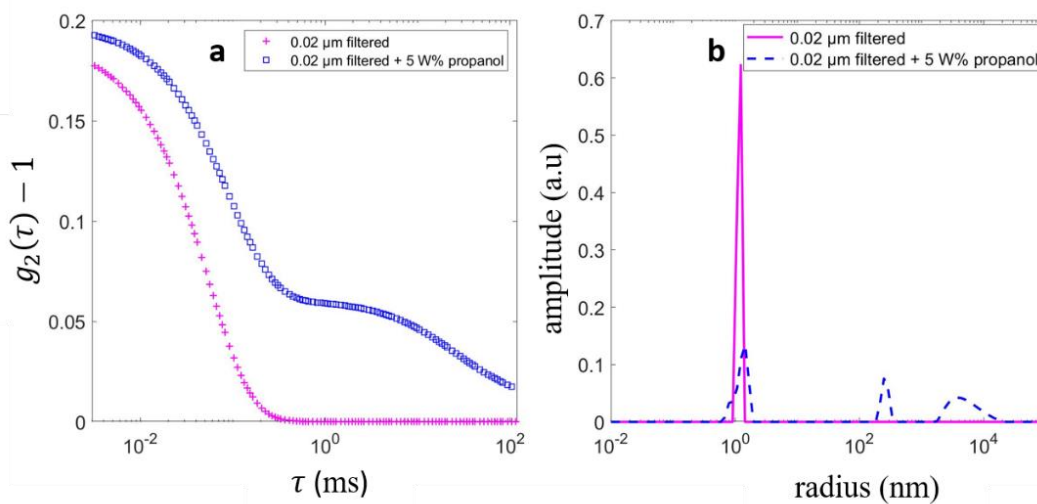 a
0.02 µm filtered
0.02 µm filtered + 5 W% propanol
0.2
0.15
0.1
0.05
0
g₂(τ) − 1
10⁻²
10⁰
10²
τ (ms)
b
0.02 µm filtered
0.02 µm filtered + 5 W% propanol
0.7
0.6
0.5
0.4
0.3
0.2
0.1
0
amplitude (a.u)
10⁻²
10⁰
10²
10⁴
radius (nm)